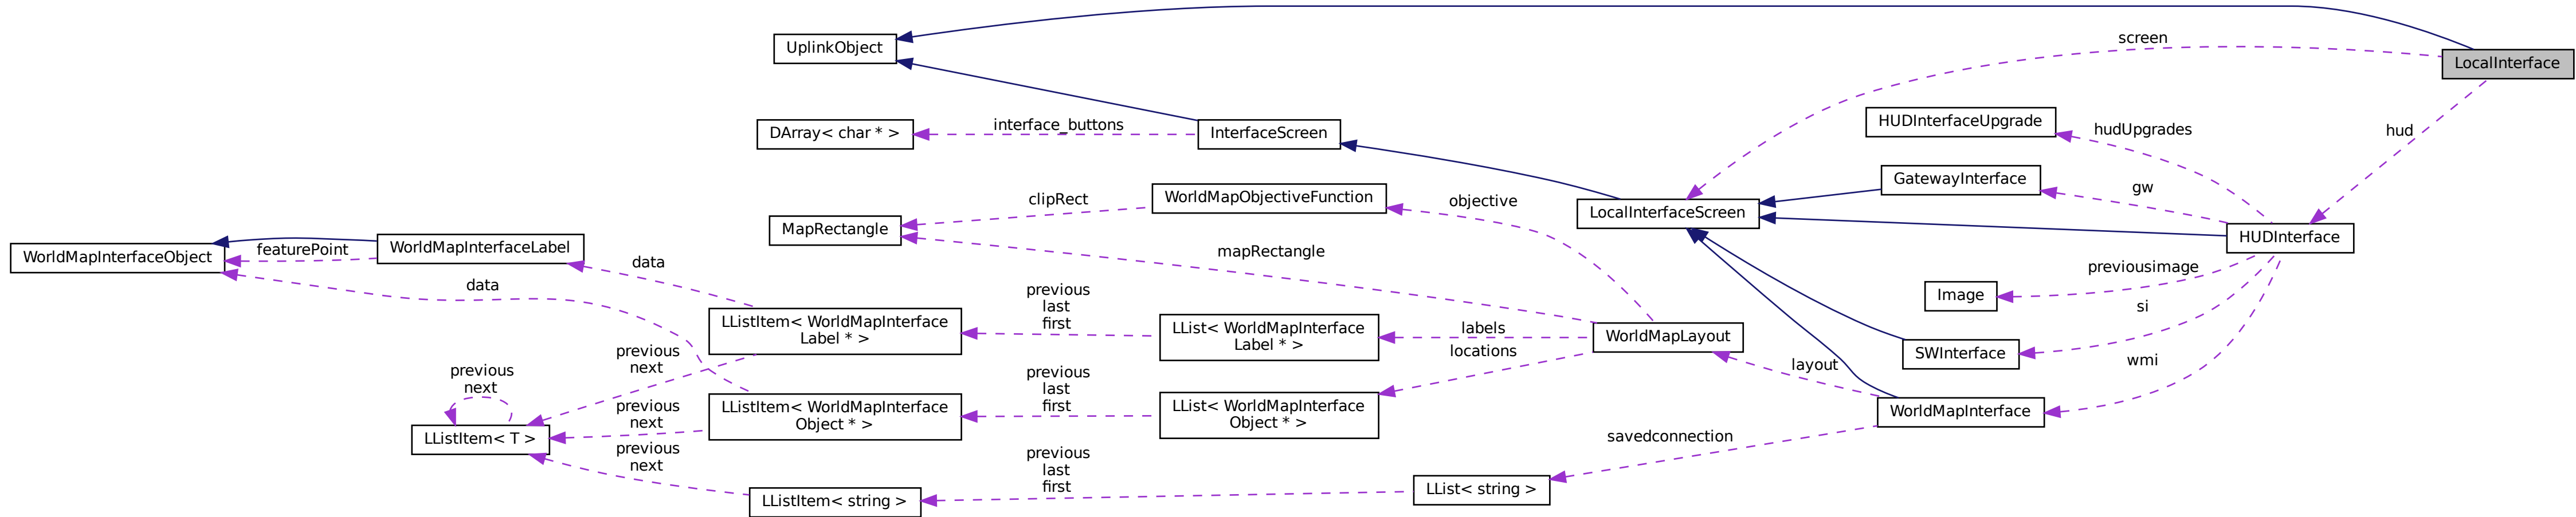 UplinkObject
screen
LocalInterface
DArray< char * >
interface_buttons
InterfaceScreen
HUDInterfaceUpgrade
hudUpgrades
hud
GatewayInterface
gw
WorldMapObjectiveFunction
clipRect
objective
LocalInterfaceScreen
MapRectangle
mapRectangle
HUDInterface
WorldMapInterfaceObject
featurePoint
WorldMapInterfaceLabel
data
data
previousimage
Image
si
LListItem< WorldMapInterface
Label * >
previous
last
first
LList< WorldMapInterface
Label * >
labels
locations
WorldMapLayout
layout
SWInterface
wmi
previous
next
previous
next
LListItem< T >
previous
next
previous
next
LListItem< WorldMapInterface
Object * >
previous
last
first
LList< WorldMapInterface
Object * >
WorldMapInterface
savedconnection
LListItem< string >
previous
last
first
LList< string >